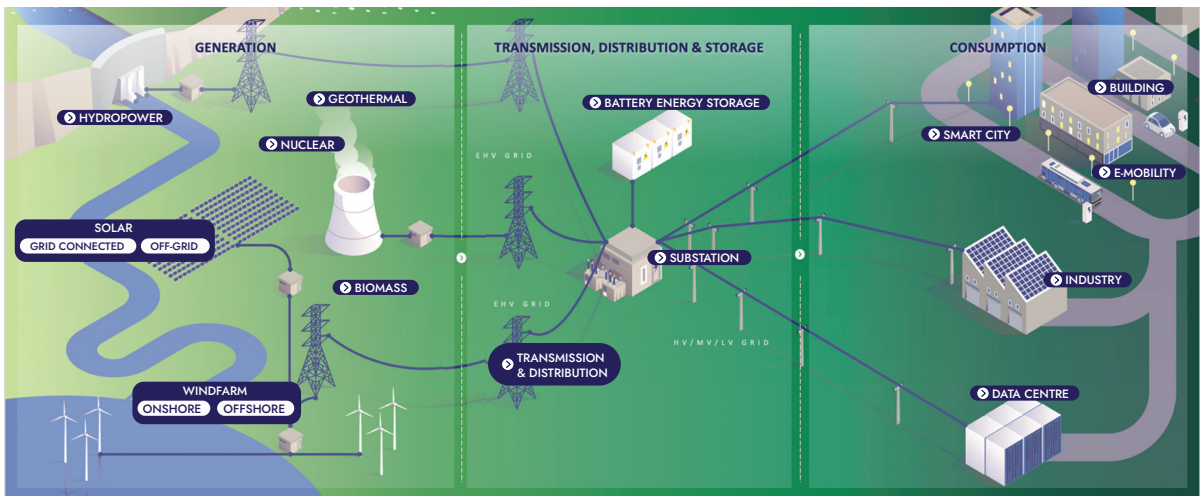 GENERATION
TRANSMISSION, DISTRIBUTION & STORAGE
CONSUMPTION
HYDROPOWER
GEOTHERMAL
NUCLEAR
SOLAR
GRID CONNECTED
OFF-GRID
BIOMASS
WINDFARM
ONSHORE
OFFSHORE
BATTERY ENERGY STORAGE
EHV GRID
SUBSTATION
EHV GRID
HV/MV/LV GRID
TRANSMISSION
& DISTRIBUTION
BUILDING
SMART CITY
E-MOBILITY
INDUSTRY
DATA CENTRE